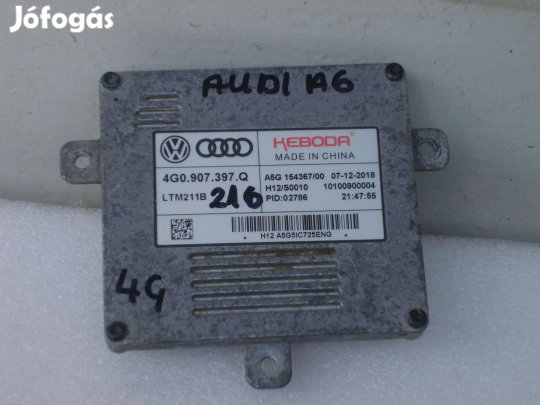 Jófogás
AUDI A6
KEBODA
MADE IN CHINA
4G0.907.397.Q
LTM211B
216
A5G 154367/00 07-12-2018
H12/S0010 10100900004
PID:02786 21:47:55
* H12 A5G5IC725ENG *
4G